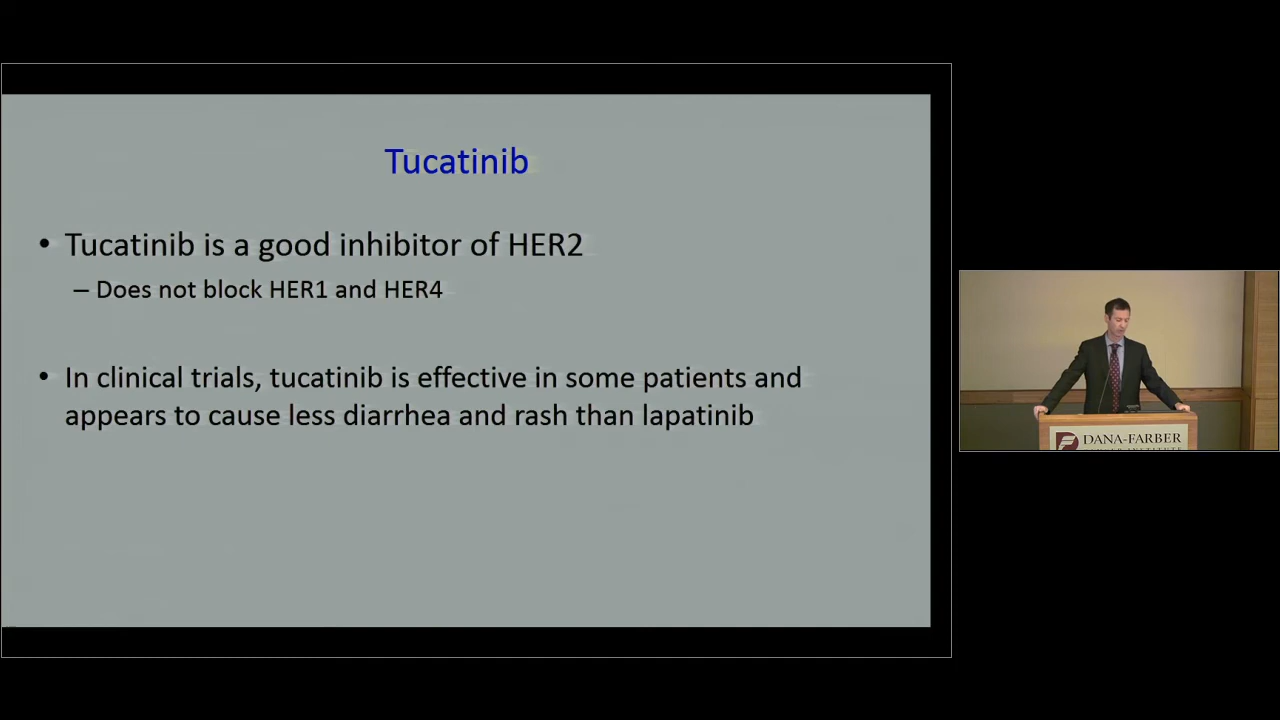 Tucatinib
• Tucatinib is a good inhibitor of HER2
– Does not block HER1 and HER4
• In clinical trials, tucatinib is effective in some patients and
appears to cause less diarrhea and rash than lapatinib
DANA-FARBER